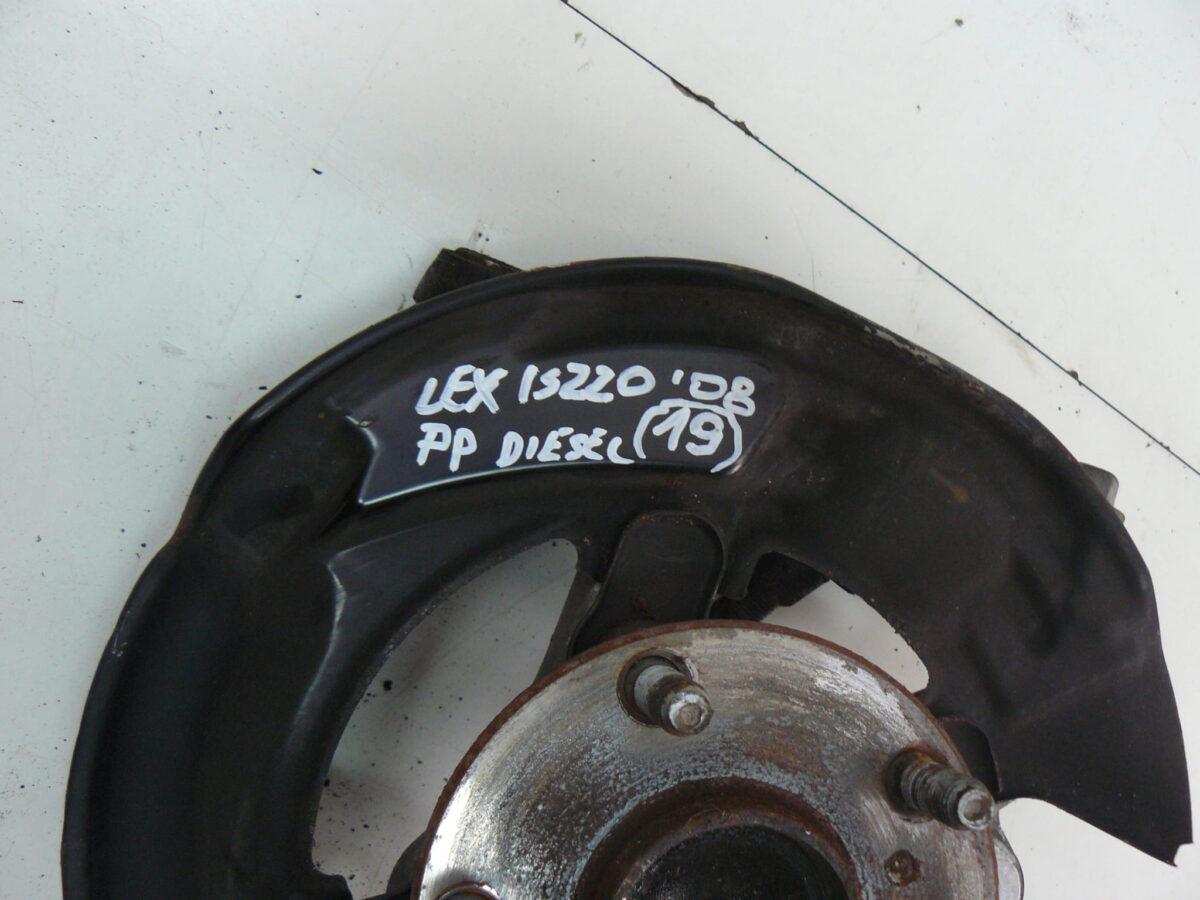 LEX IS220 '08
PP DIESEL (19)